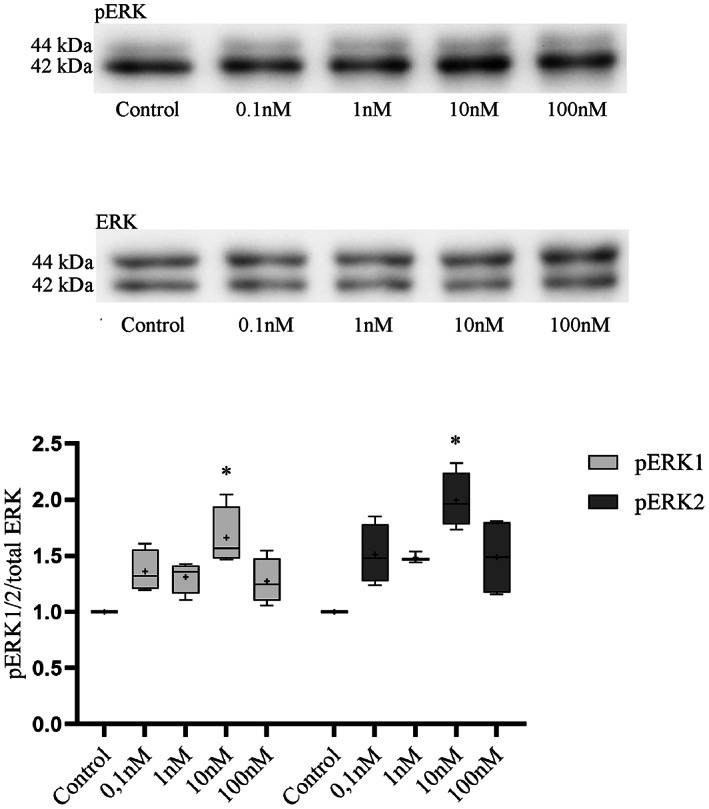 pERK
44 kDa
42 kDa
Control 0.1nM 1nM 10nM 100nM
ERK
44 kDa
42 kDa
Control 0.1nM 1nM 10nM 100nM
pERK1/2/total ERK
2.5
2.0
1.5
1.0
0.5
0.0
*
*
pERK1
pERK2
Control 0,1nM 1nM 10nM 100nM Control 0,1nM 1nM 10nM 100nM